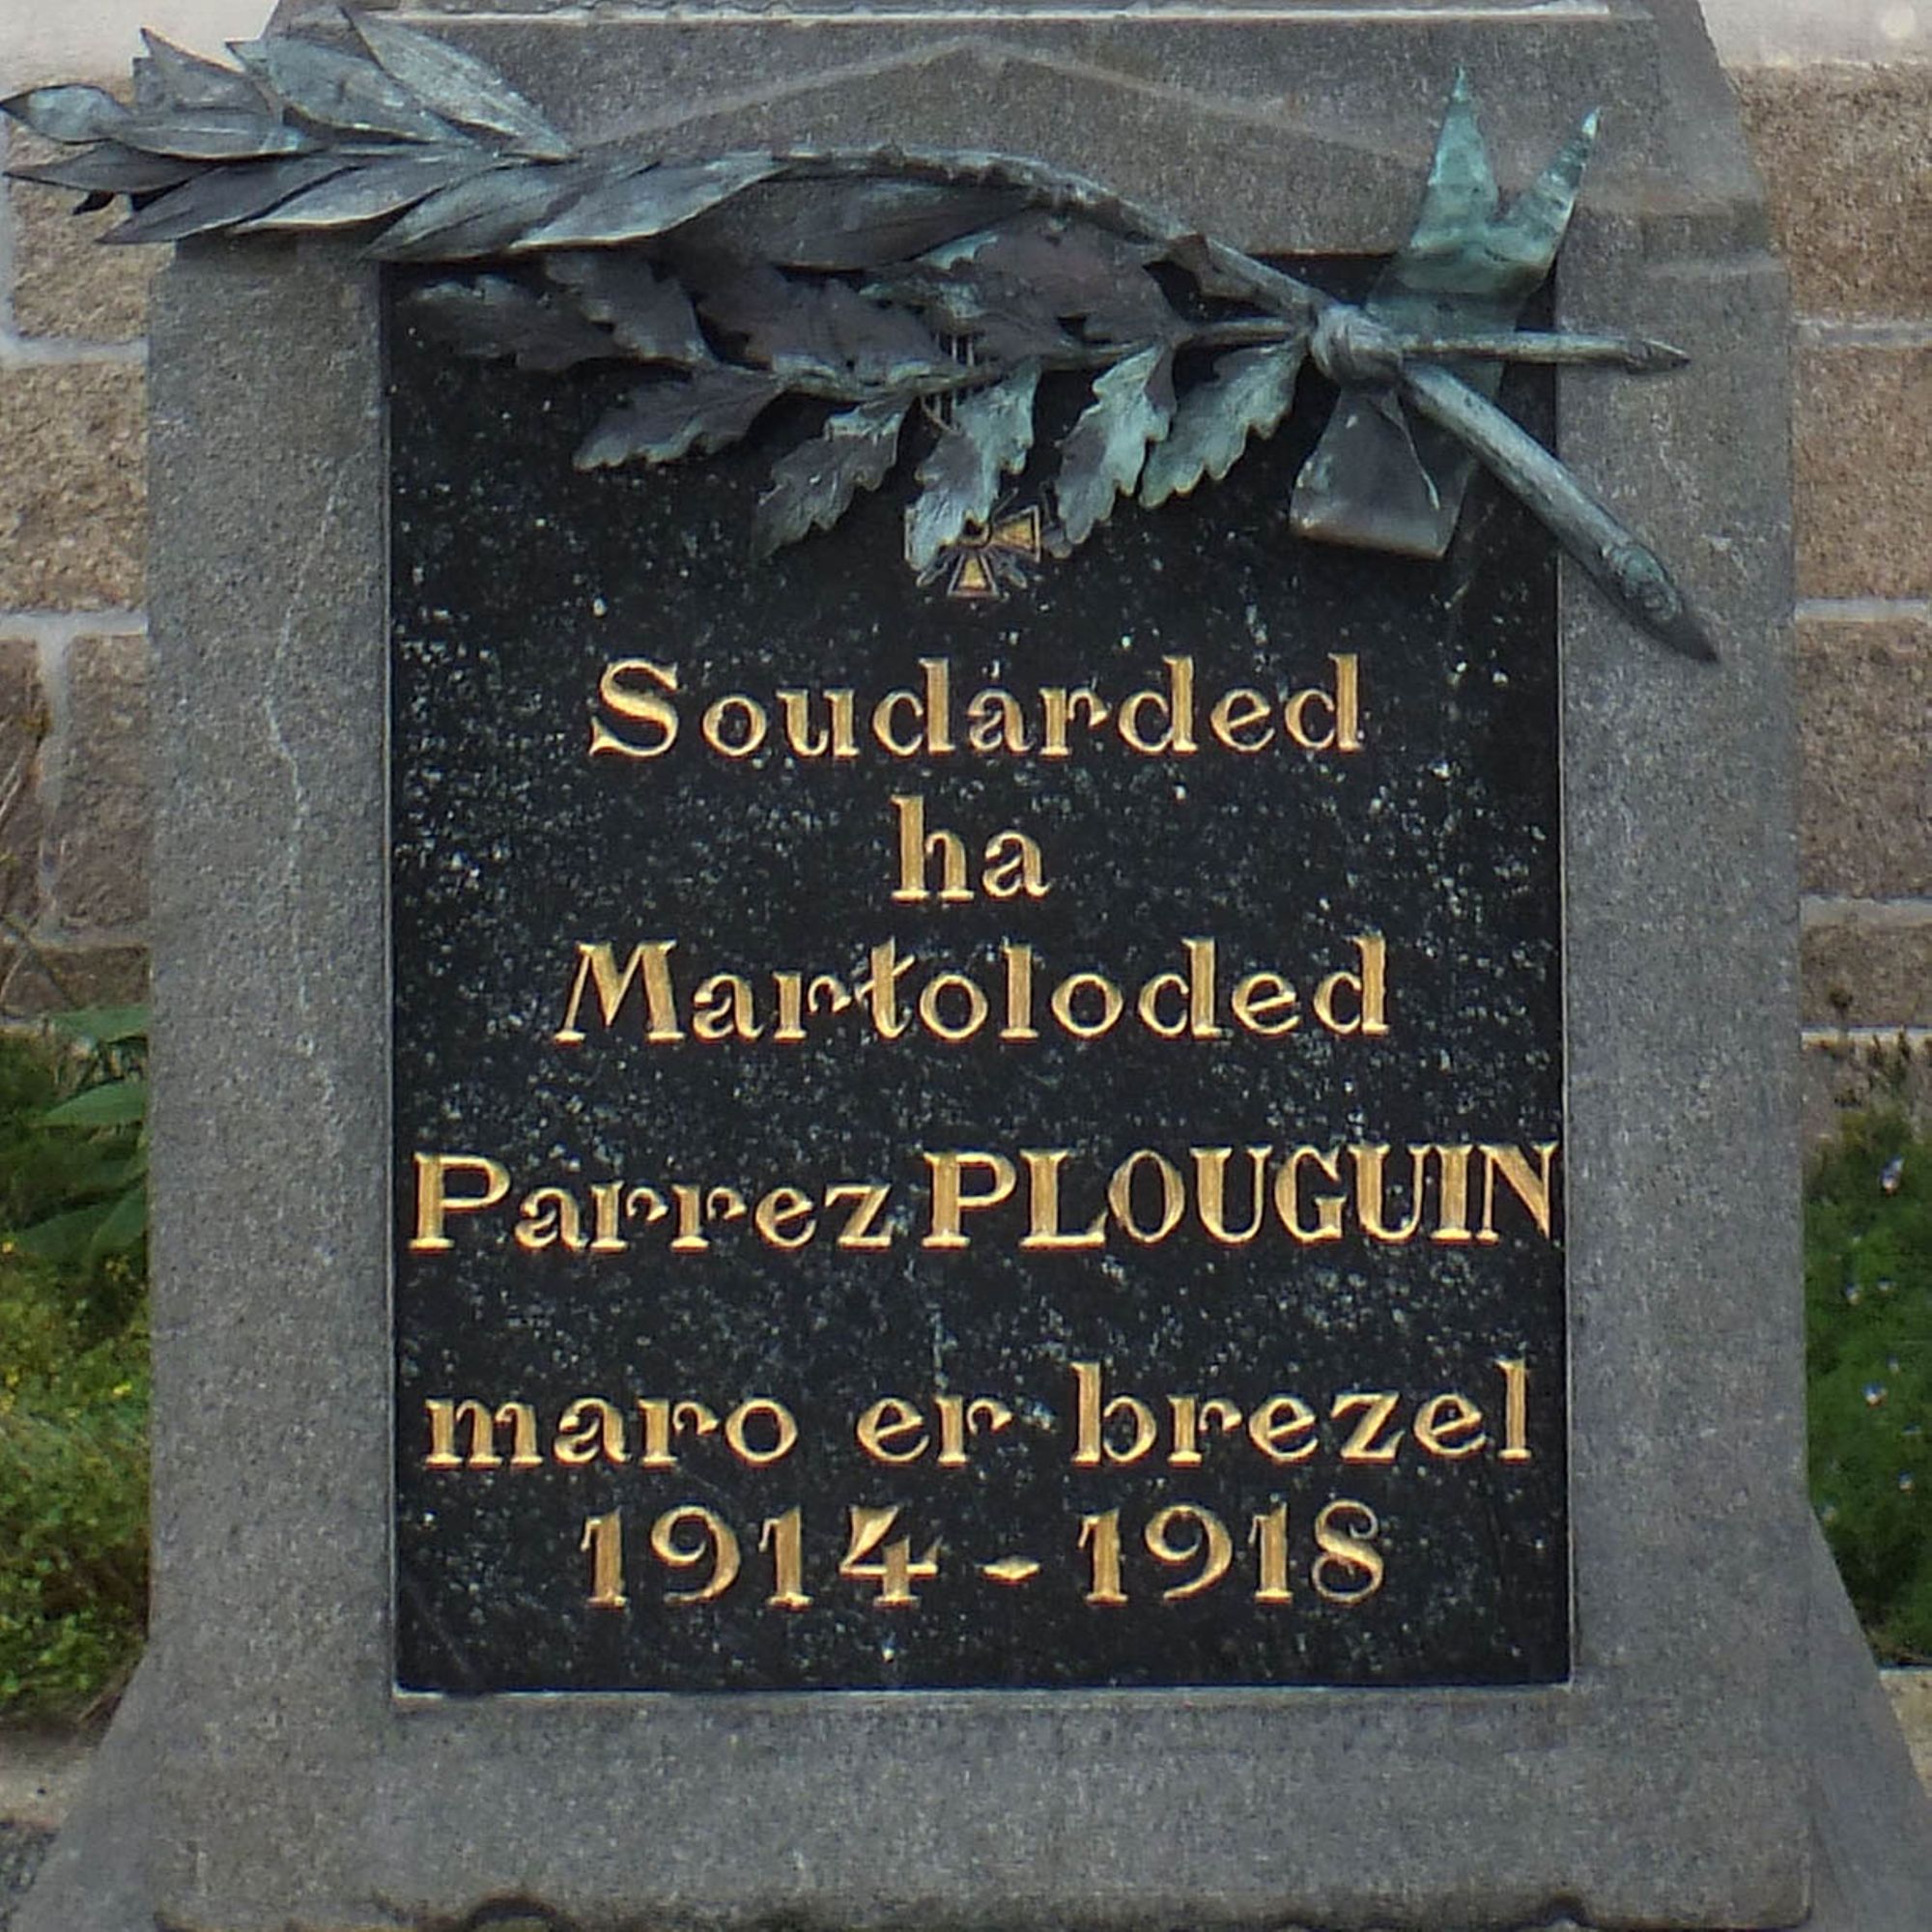 Soudarded
ha
Martoloded
Parrez PLOUGUIN
maro er brezel
1914 - 1918